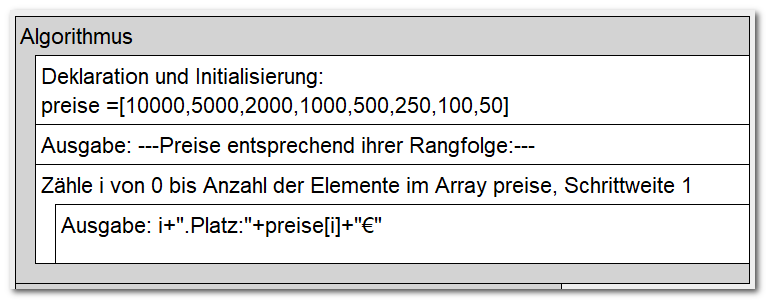 Algorithmus
Deklaration und Initialisierung:
preise =[10000,5000,2000,1000,500,250,100,50]
Ausgabe: ---Preise entsprechend ihrer Rangfolge:---
Zähle i von 0 bis Anzahl der Elemente im Array preise, Schrittweite 1
Ausgabe: i+".Platz:"+preise[i]+"€"